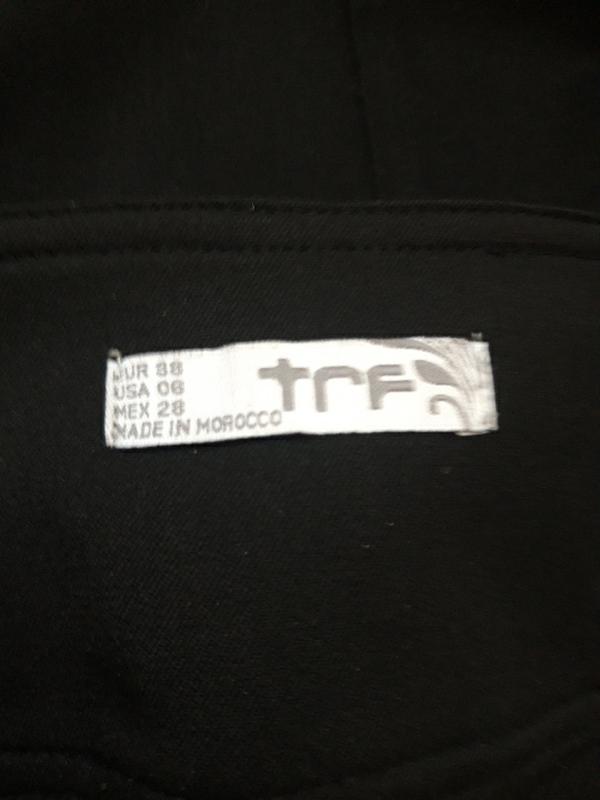 EUR 38
USA 06
MEX 28
MADE IN MOROCCO
trf